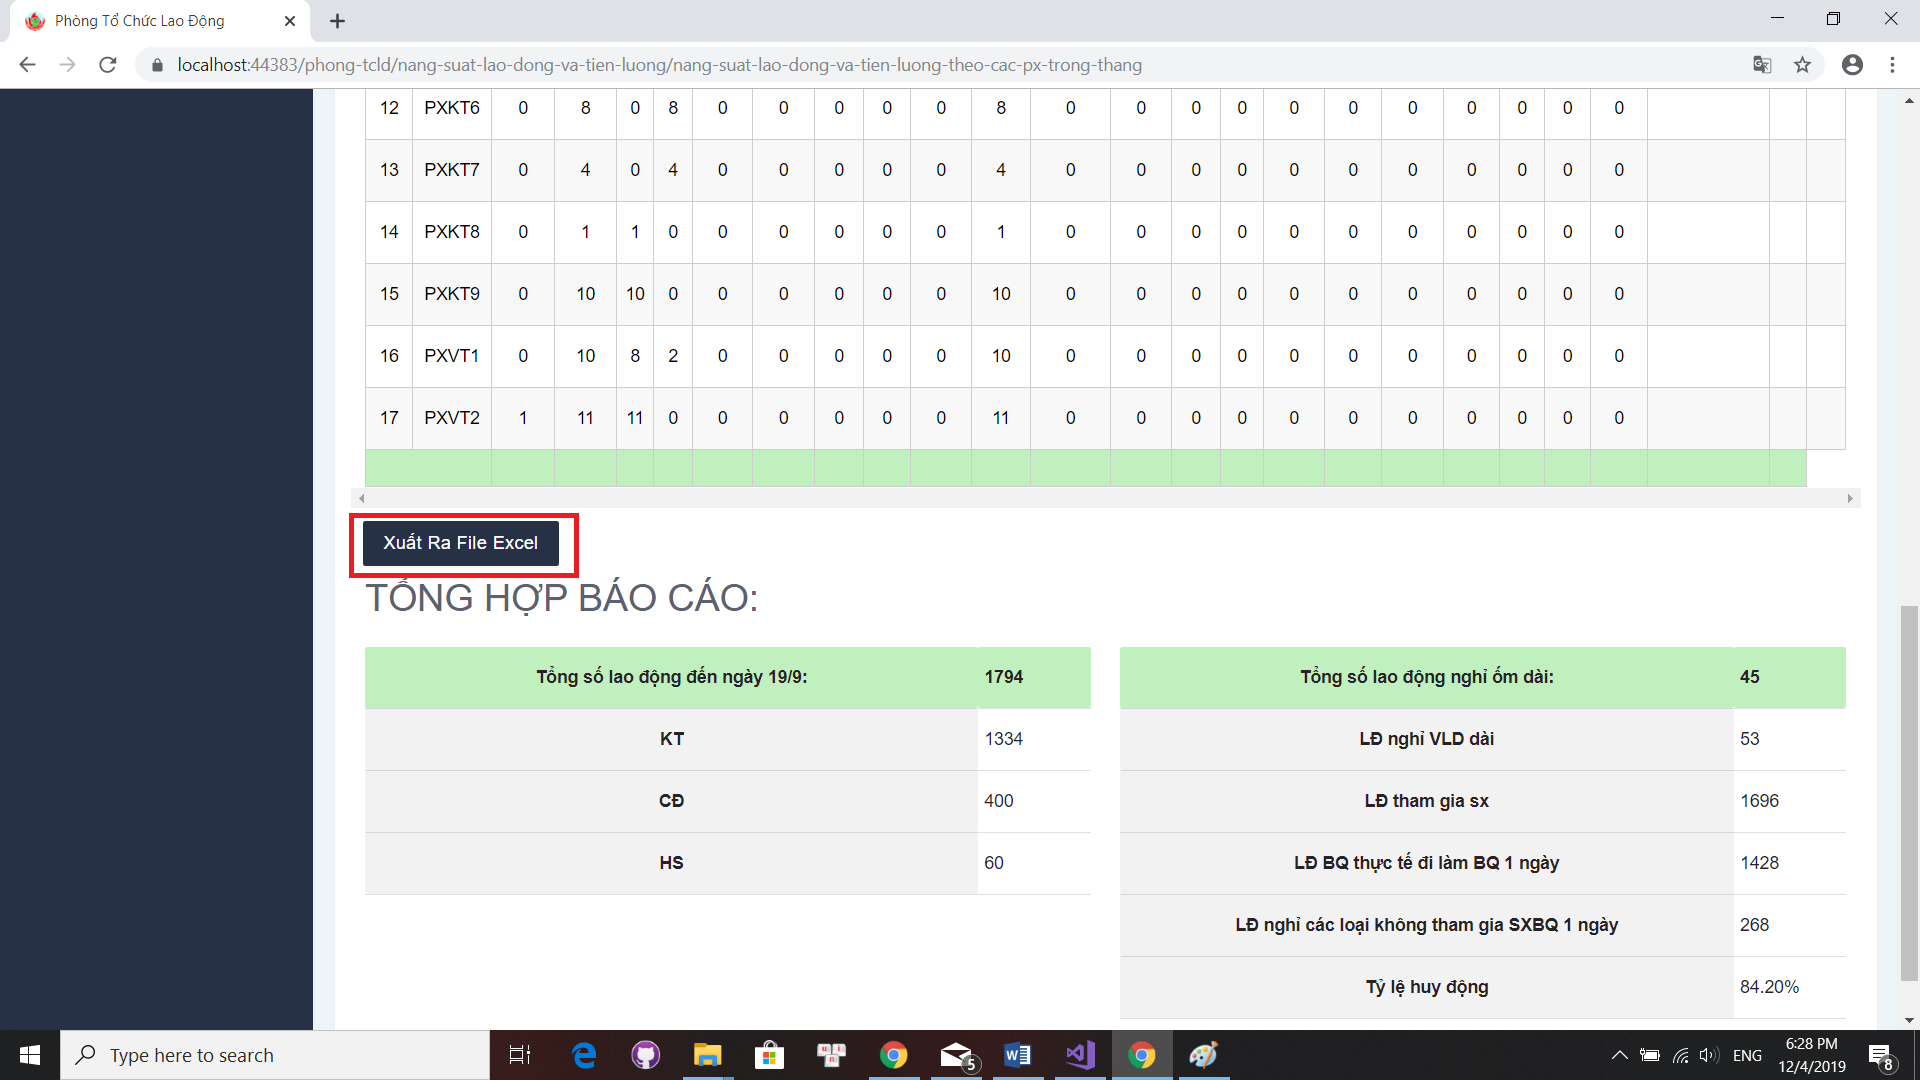 Phòng Tổ Chức Lao Động
localhost:44383/phong-tcld/nang-suat-lao-dong-va-tien-luong/nang-suat-lao-dong-va-tien-luong-theo-cac-px-trong-thang
12 PXKT6 0 8 0 8 0 0 0 0 0 8 0 0 0 0 0 0 0 0 0 0 0
13 PXKT7 0 4 0 4 0 0 0 0 0 4 0 0 0 0 0 0 0 0 0 0 0
14 PXKT8 0 1 1 0 0 0 0 0 0 1 0 0 0 0 0 0 0 0 0 0 0
15 PXKT9 0 10 10 0 0 0 0 0 0 10 0 0 0 0 0 0 0 0 0 0 0
16 PXVT1 0 10 8 2 0 0 0 0 0 10 0 0 0 0 0 0 0 0 0 0 0
17 PXVT2 1 11 11 0 0 0 0 0 0 11 0 0 0 0 0 0 0 0 0 0 0
Xuất Ra File Excel
TỔNG HỢP BÁO CÁO:
Tổng số lao động đến ngày 19/9: 1794
KT 1334
CĐ 400
HS 60
Tổng số lao động nghỉ ốm dài: 45
LĐ nghỉ VLD dài 53
LĐ tham gia sx 1696
LĐ BQ thực tế đi làm BQ 1 ngày 1428
LĐ nghỉ các loại không tham gia SXBQ 1 ngày 268
Tỷ lệ huy động 84.20%
Type here to search
5
ENG
6:28 PM
12/4/2019
8